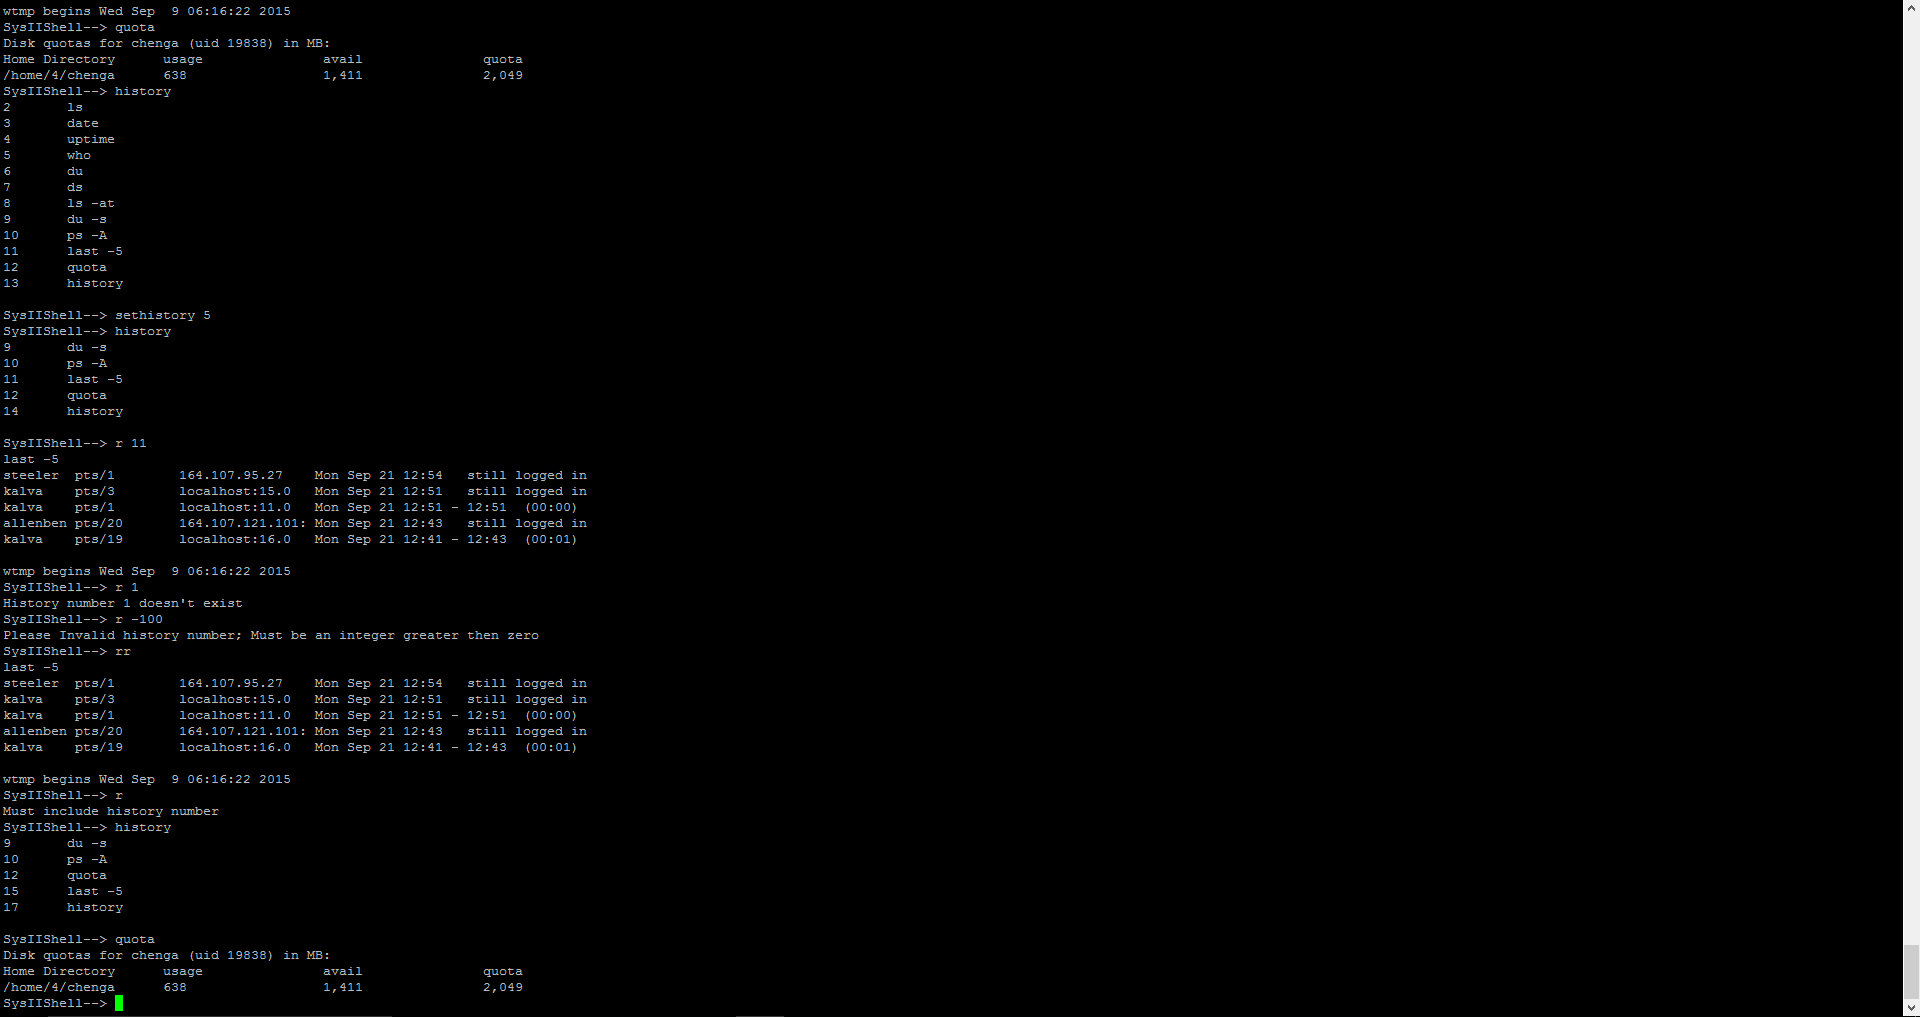 wtmp begins Wed Sep  9 06:16:22 2015
SysIIShell--> quota
Disk quotas for chenga (uid 19838) in MB:
Home Directory      usage               avail               quota
/home/4/chenga      638                 1,411               2,049
SysIIShell--> history
2       ls
3       date
4       uptime
5       who
6       du
7       ds
8       ls -at
9       du -s
10      ps -A
11      last -5
12      quota
13      history
SysIIShell--> sethistory 5
SysIIShell--> history
9       du -s
10      ps -A
11      last -5
12      quota
14      history
SysIIShell--> r 11
last -5
steeler  pts/1        164.107.95.27    Mon Sep 21 12:54   still logged in
kalva    pts/3        localhost:15.0   Mon Sep 21 12:51   still logged in
kalva    pts/1        localhost:11.0   Mon Sep 21 12:51 - 12:51  (00:00)
allenben pts/20       164.107.121.101: Mon Sep 21 12:43   still logged in
kalva    pts/19       localhost:16.0   Mon Sep 21 12:41 - 12:43  (00:01)
wtmp begins Wed Sep  9 06:16:22 2015
SysIIShell--> r 1
History number 1 doesn't exist
SysIIShell--> r -100
Please Invalid history number; Must be an integer greater then zero
SysIIShell--> rr
last -5
steeler  pts/1        164.107.95.27    Mon Sep 21 12:54   still logged in
kalva    pts/3        localhost:15.0   Mon Sep 21 12:51   still logged in
kalva    pts/1        localhost:11.0   Mon Sep 21 12:51 - 12:51  (00:00)
allenben pts/20       164.107.121.101: Mon Sep 21 12:43   still logged in
kalva    pts/19       localhost:16.0   Mon Sep 21 12:41 - 12:43  (00:01)
wtmp begins Wed Sep  9 06:16:22 2015
SysIIShell--> r
Must include history number
SysIIShell--> history
9       du -s
10      ps -A
12      quota
15      last -5
17      history
SysIIShell--> quota
Disk quotas for chenga (uid 19838) in MB:
Home Directory      usage               avail               quota
/home/4/chenga      638                 1,411               2,049
SysIIShell-->